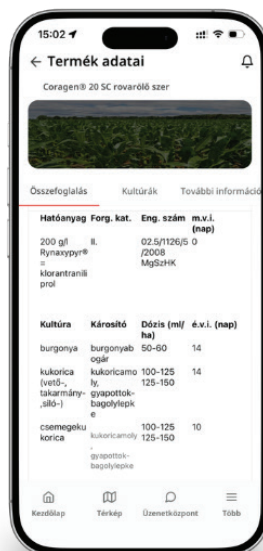 15:02
Termék adatai
Coragen® 20 SC rovarölő szer
Összefoglalás Kultúrák További információ
Hatóanyag Forg. kat. Eng. szám m.v.i.
(nap)
200 g/l II. 02.5/1126/5 0
Rynaxypyr® /2008
= MgSzHK
klorantranili
prol
Kultúra Károsító Dózis (ml/ é.v.i. (nap)
ha)
burgonya burgonyab 50-60 14
ogár
kukorica kukoricamo 100-125 14
(vető-, ly, 125-150
takarmány- gyapottok-
,siló-) bagolylepk
e
csemegeku 100-125 10
korica kukoricamoly 125-150
,
gyapottok-
bagolylepke
Kezdőlap Térkép Üzenetközpont Több